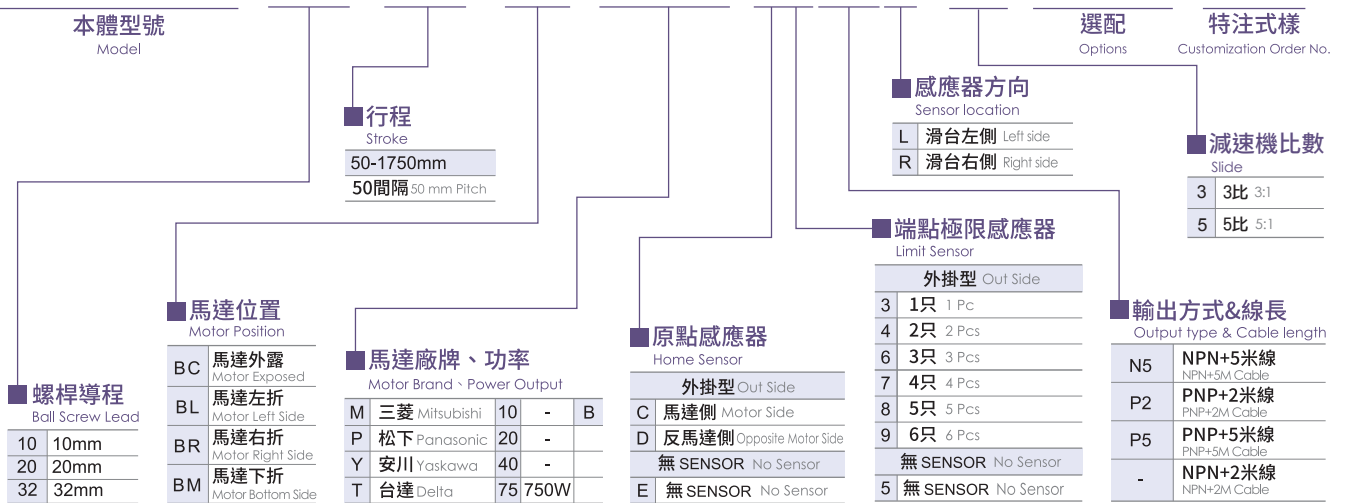 本體型號
Model
選配
Options
特注式樣
Customization Order No.
行程
Stroke
50-1750mm
50間隔 50 mm Pitch
感應器方向
Sensor location
L 滑台左側 Left side
R 滑台右側 Right side
減速機比數
Slide
3 3比 3:1
5 5比 5:1
螺桿導程
Ball Screw Lead
10 10mm
20 20mm
32 32mm
馬達位置
Motor Position
BC 馬達外露
Motor Exposed
BL 馬達左折
Motor Left Side
BR 馬達右折
Motor Right Side
BM 馬達下折
Motor Bottom Side
馬達廠牌、功率
Motor Brand、Power Output
M 三菱 Mitsubishi 10 - B
P 松下 Panasonic 20 -
Y 安川 Yaskawa 40 -
T 台達 Delta 75 750W
原點感應器
Home Sensor
外掛型 Out Side
C 馬達側 Motor Side
D 反馬達側 Opposite Motor Side
無 SENSOR No Sensor
E 無 SENSOR No Sensor
端點極限感應器
Limit Sensor
外掛型 Out Side
3 1只 1 Pc
4 2只 2 Pcs
6 3只 3 Pcs
7 4只 4 Pcs
8 5只 5 Pcs
9 6只 6 Pcs
無 SENSOR No Sensor
5 無 SENSOR No Sensor
輸出方式&線長
Output type & Cable length
N5 NPN+5米線
NPN+5M Cable
P2 PNP+2米線
PNP+2M Cable
P5 PNP+5米線
PNP+5M Cable
- NPN+2米線
NPN+2M Cable